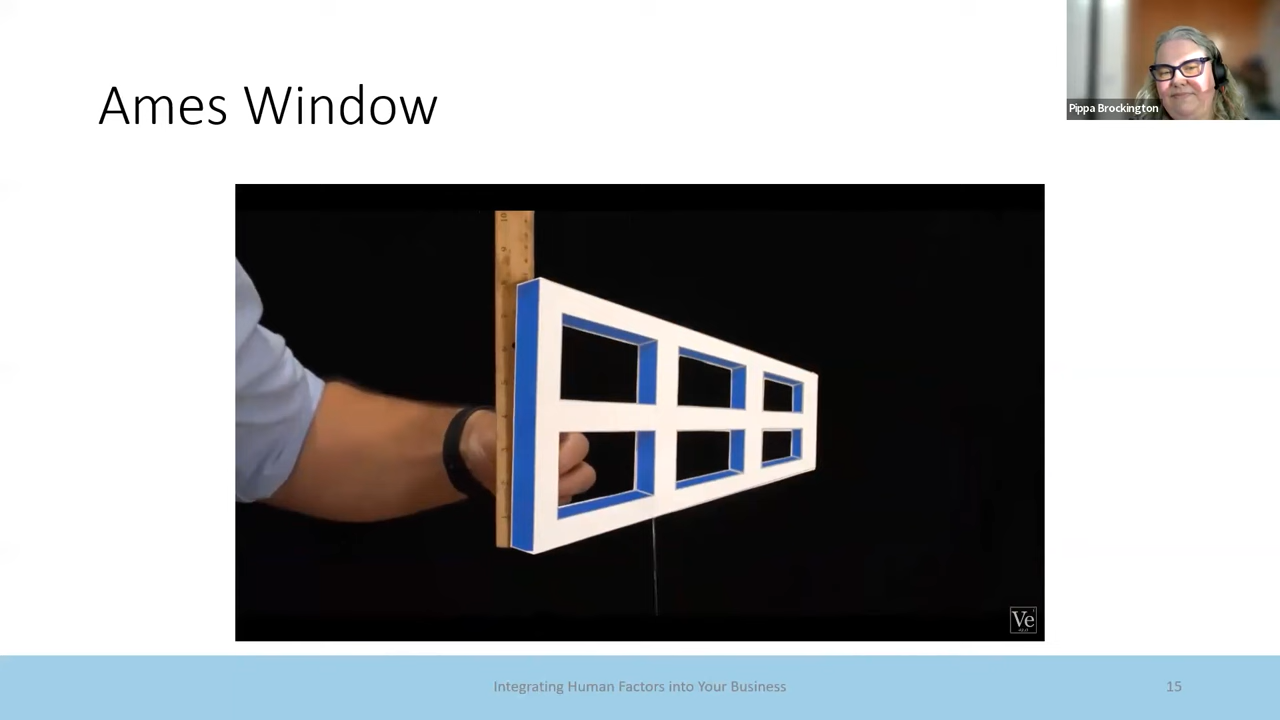 Ames Window
Pippa Brockington
Ve
Integrating Human Factors into Your Business
15